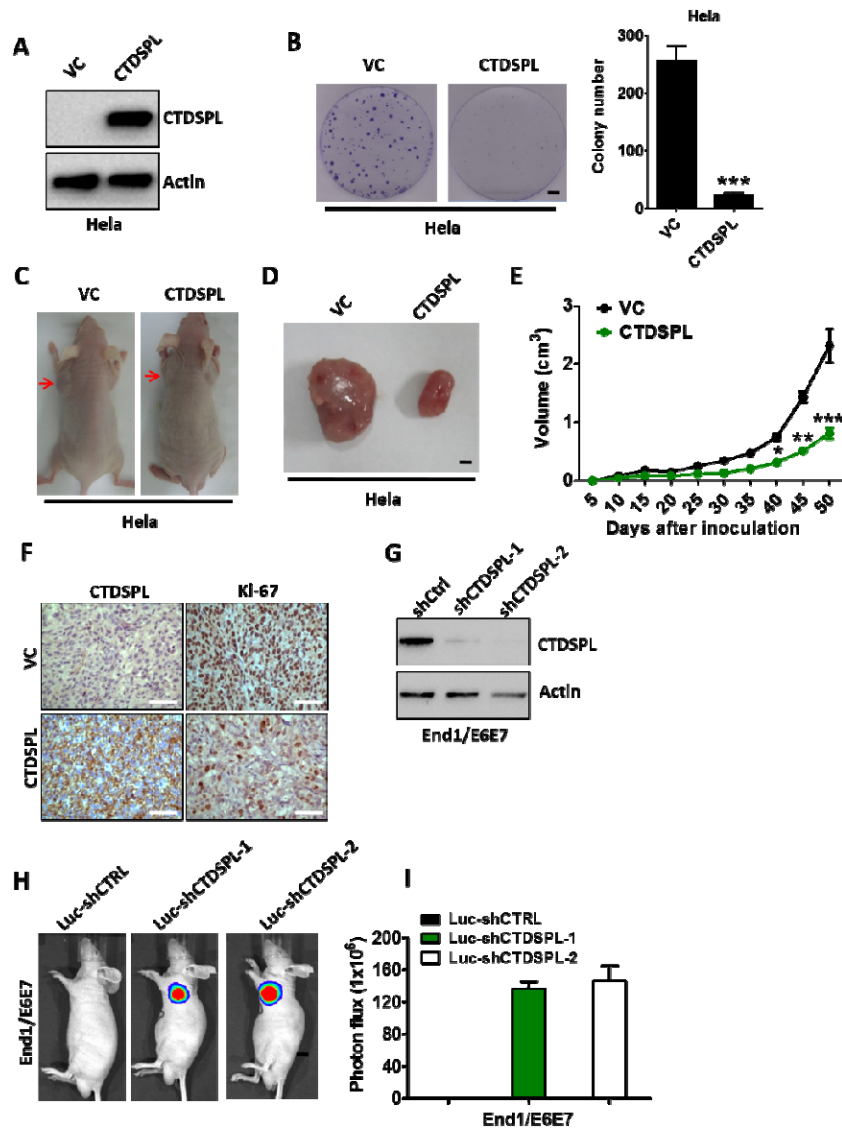 A
VC
CTDSPL
CTDSPL
Actin
Hela
B
VC
CTDSPL
Hela
Hela
Colony number
300
200
100
0
***
VC
CTDSPL
C
VC
CTDSPL
Hela
D
VC
CTDSPL
Hela
E
VC
CTDSPL
Volume (cm³)
3
2
1
0
*
**
***
5 10 15 20 25 30 35 40 45 50
Days after inoculation
F
CTDSPL
KI-67
VC
CTDSPL
G
shCtrl
shCTDSPL-1
shCTDSPL-2
CTDSPL
Actin
End1/E6E7
H
Luc-shCTRL
Luc-shCTDSPL-1
Luc-shCTDSPL-2
End1/E6E7
I
Luc-shCTRL
Luc-shCTDSPL-1
Luc-shCTDSPL-2
Photon flux (1x10⁶)
200
160
120
80
40
0
End1/E6E7